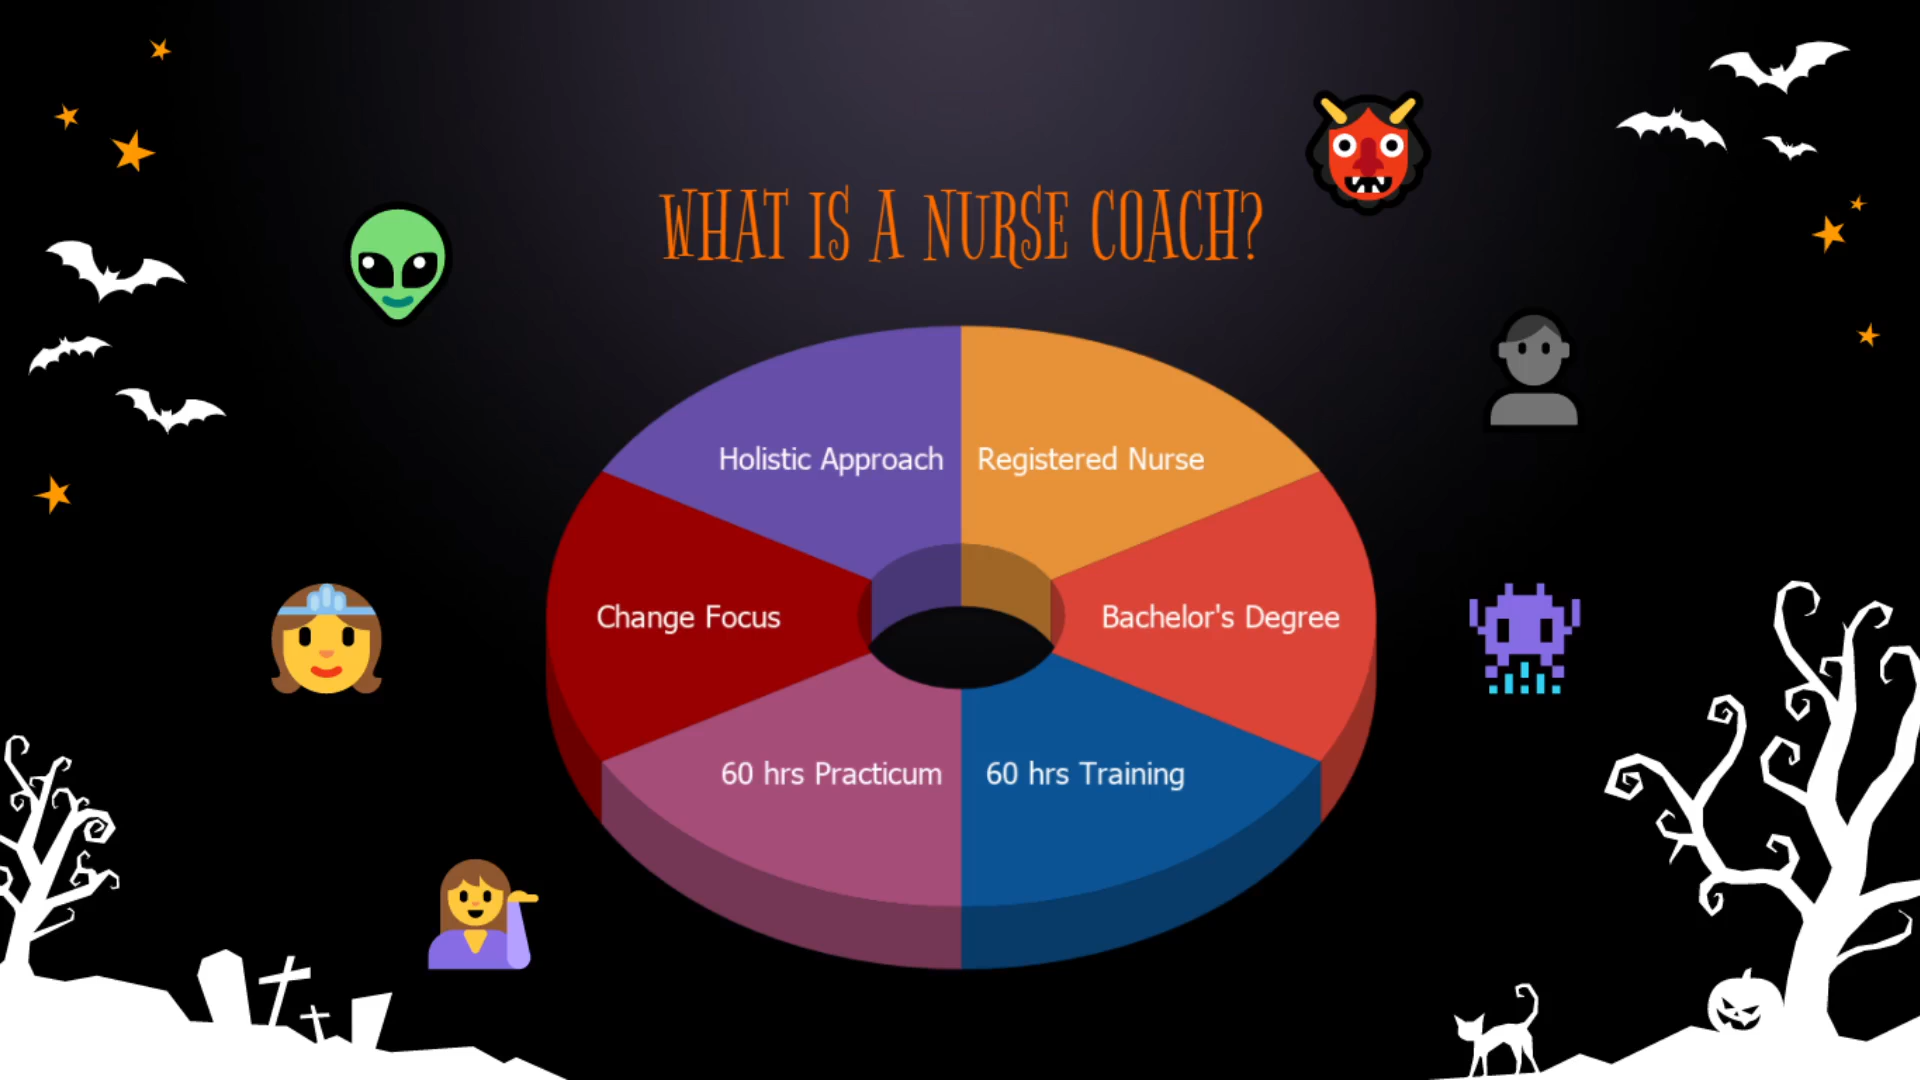 WHAT IS A NURSE COACH?
Holistic Approach
Registered Nurse
Change Focus
Bachelor's Degree
60 hrs Practicum
60 hrs Training